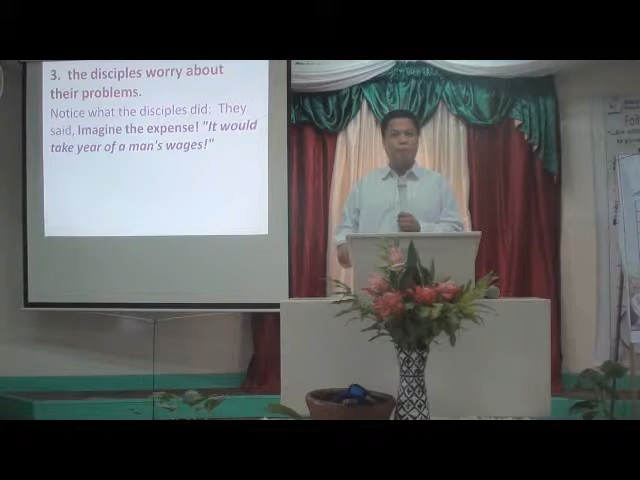 3. the disciples worry about
their problems.
Notice what the disciples did: They
said, Imagine the expense! "It would
take year of a man's wages!"